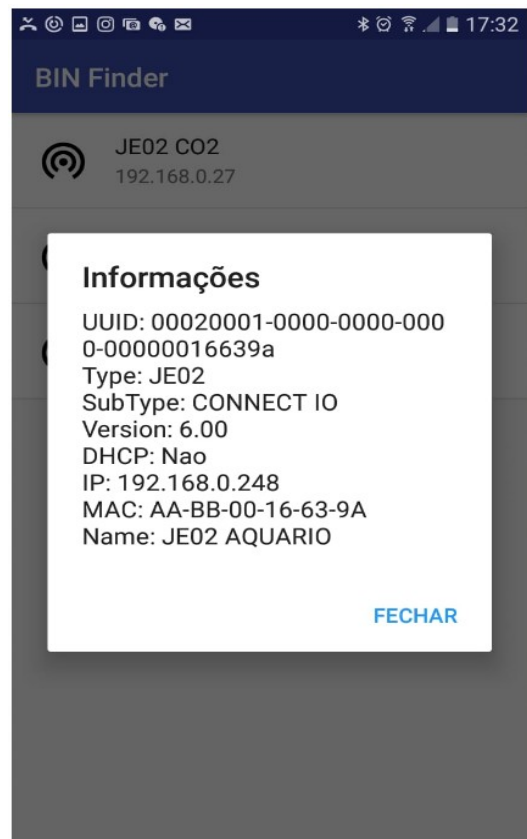 17:32
BIN Finder
JE02 CO2
192.168.0.27
Informações
UUID: 00020001-0000-0000-000
0-00000016639a
Type: JE02
SubType: CONNECT IO
Version: 6.00
DHCP: Nao
IP: 192.168.0.248
MAC: AA-BB-00-16-63-9A
Name: JE02 AQUARIO
FECHAR